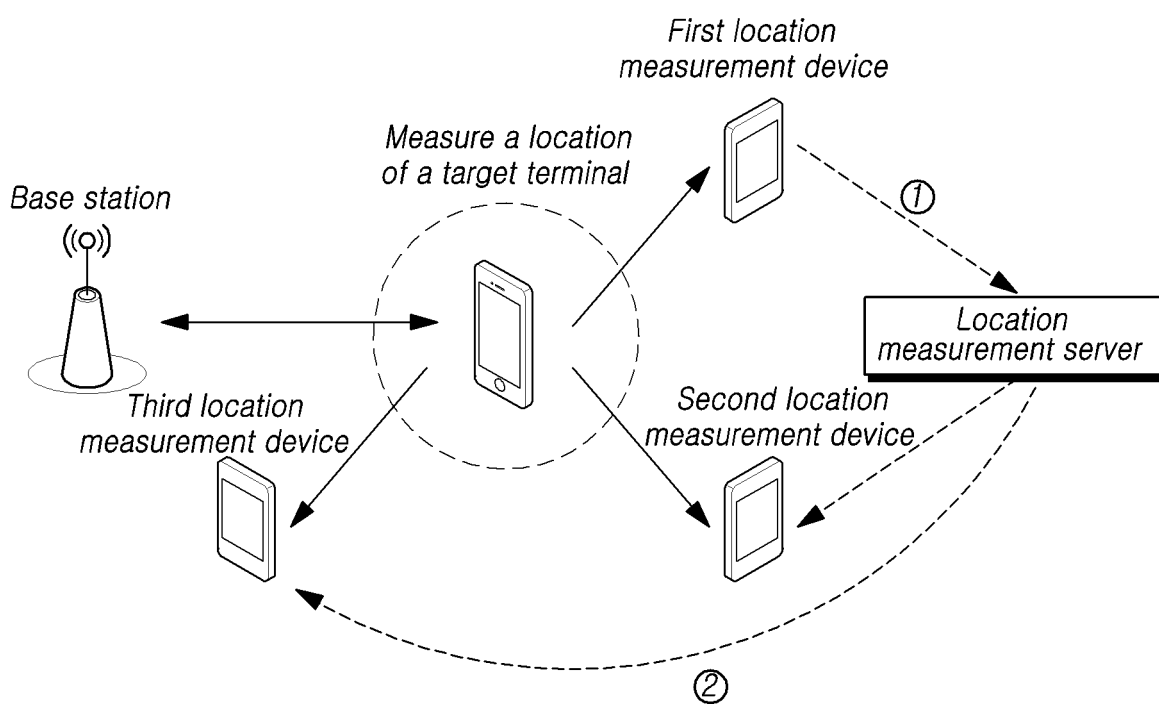 First location
measurement device
Measure a location
of a target terminal
Base station
①
Location
measurement server
Third location
measurement device
Second location
measurement device
②